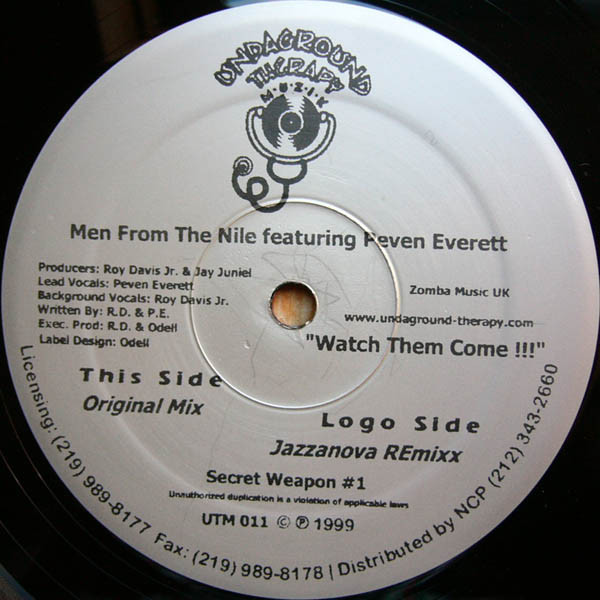 UNDAGROUND
THERAPY
M·U·Z·I·K
Men From The Nile featuring Peven Everett
Producers: Roy Davis Jr. & Jay Juniel
Lead Vocals: Peven Everett
Background Vocals: Roy Davis Jr.
Written By: R.D. & P.E.
Exec. Prod: R.D. & Odell
Label Design: Odell
Zomba Music UK
www.undaground-therapy.com
"Watch Them Come !!!"
This Side
Original Mix
Logo Side
Jazzanova REmixx
Secret Weapon #1
Unauthorized duplication is a violation of applicable laws
UTM 011 © ℗ 1999
Licensing: (219) 989-8177 Fax: (219) 989-8178 | Distributed by NCP (212) 343-2660